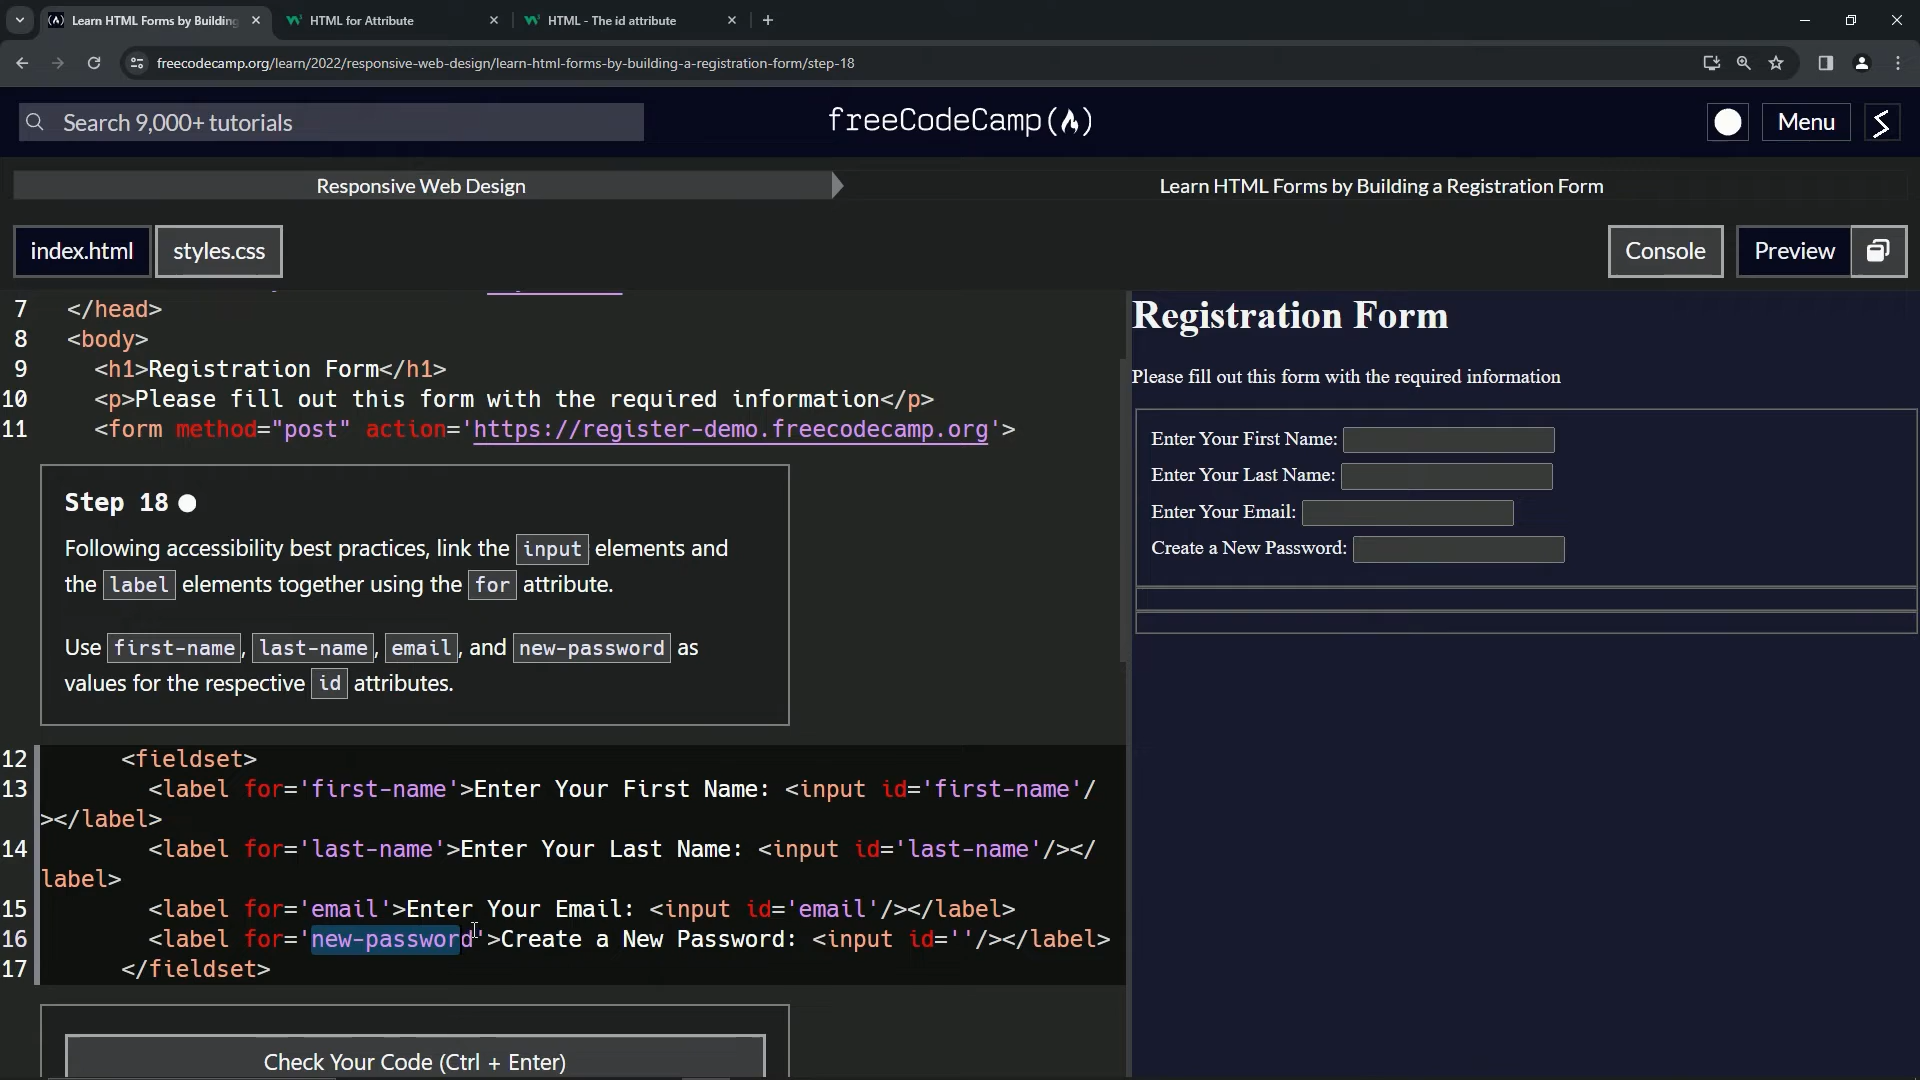 Learn HTML Forms by Building
HTML for Attribute
HTML - The id attribute
freecodecamp.org/learn/2022/responsive-web-design/learn-html-forms-by-building-a-registration-form/step-18
Search 9,000+ tutorials
freeCodeCamp
Menu
Responsive Web Design
Learn HTML Forms by Building a Registration Form
index.html
styles.css
Console
Preview
7 </head>
8 <body>
9 <h1>Registration Form</h1>
10 <p>Please fill out this form with the required information</p>
11 <form method="post" action='https://register-demo.freecodecamp.org'>
Step 18
Following accessibility best practices, link the input elements and
the label elements together using the for attribute.
Use first-name, last-name, email, and new-password as
values for the respective id attributes.
12 <fieldset>
13 <label for='first-name'>Enter Your First Name: <input id='first-name'/
></label>
14 <label for='last-name'>Enter Your Last Name: <input id='last-name'/></
label>
15 <label for='email'>Enter Your Email: <input id='email'/></label>
16 <label for='new-password'>Create a New Password: <input id=''/></label>
17 </fieldset>
Check Your Code (Ctrl + Enter)
Registration Form
Please fill out this form with the required information
Enter Your First Name:
Enter Your Last Name:
Enter Your Email:
Create a New Password: